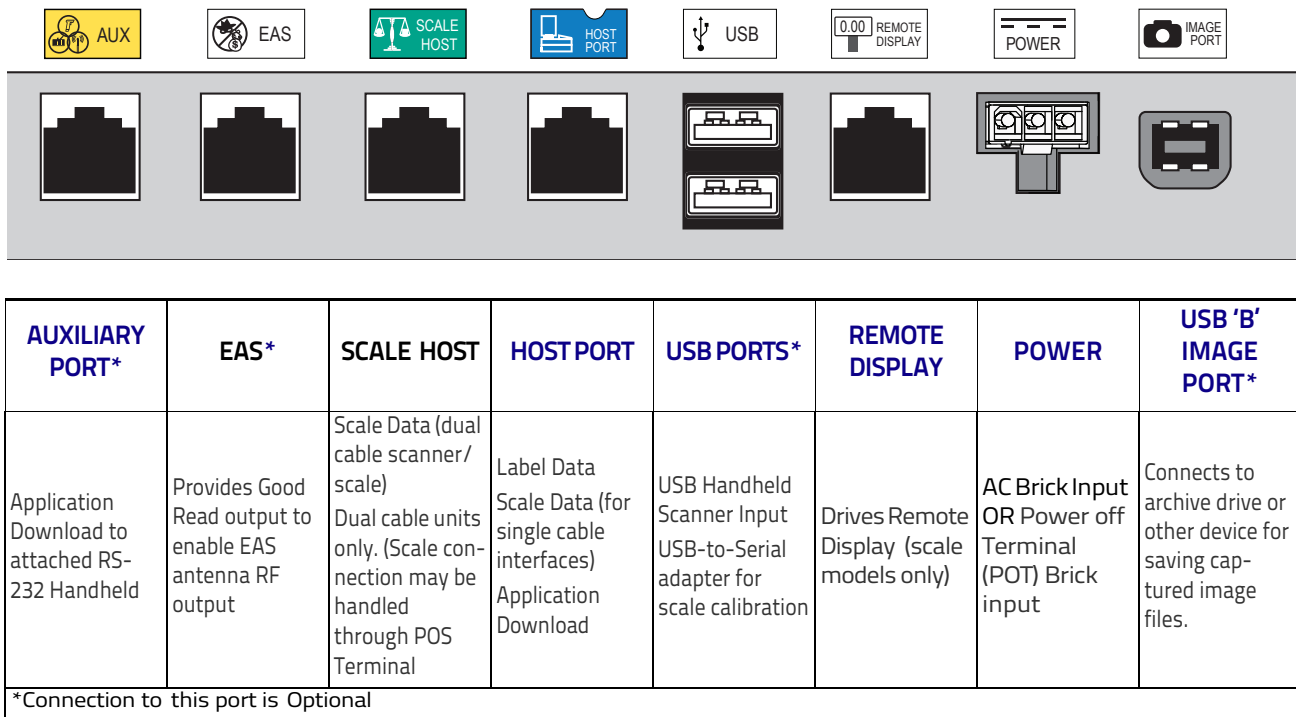 AUX
EAS
SCALE
HOST
HOST
PORT
USB
0.00
REMOTE
DISPLAY
POWER
IMAGE
PORT
AUXILIARY
PORT*
EAS*
SCALE HOST
HOST PORT
USB PORTS*
REMOTE
DISPLAY
POWER
USB ‘B’
IMAGE
PORT*
Application
Download to
attached RS-
232 Handheld
Provides Good
Read output to
enable EAS
antenna RF
output
Scale Data (dual
cable scanner/
scale)
Dual cable units
only. (Scale con-
nection may be
handled
through POS
Terminal
Label Data
Scale Data (for
single cable
interfaces)
Application
Download
USB Handheld
Scanner Input
USB-to-Serial
adapter for
scale calibration
Drives Remote
Display (scale
models only)
AC Brick Input
OR Power off
Terminal
(POT) Brick
input
Connects to
archive drive or
other device for
saving cap-
tured image
files.
*Connection to this port is Optional